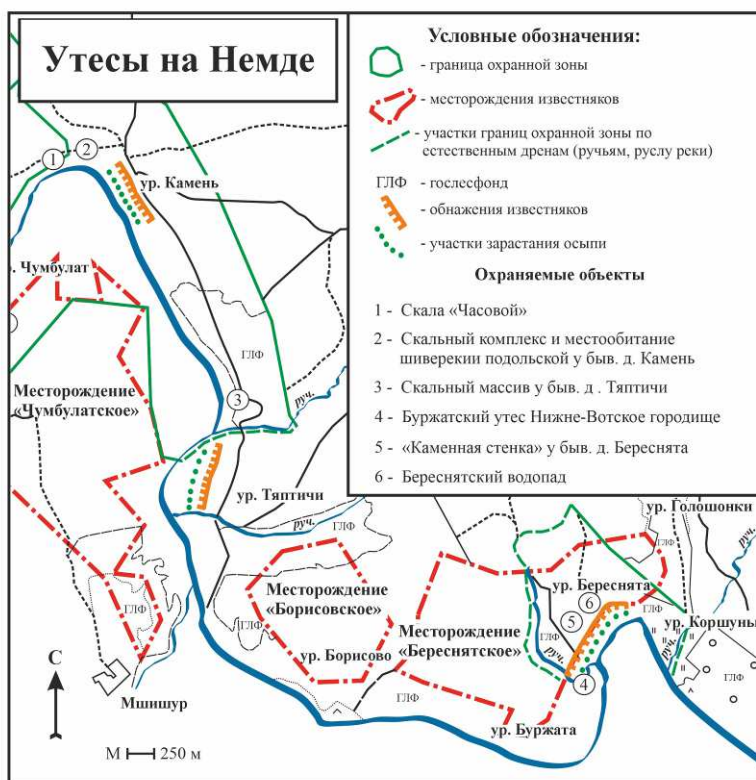 Утесы на Немде
Условные обозначения:
- граница охранной зоны
- месторождения известняков
- участки границ охранной зоны по
естественным дренам (ручьям, руслу реки)
ГЛФ - гослесфонд
- обнажения известняков
- участки зарастания осыпи
Охраняемые объекты
1 - Скала «Часовой»
2 - Скальный комплекс и местообитание
шиверекии подольской у быв. д. Камень
3 - Скальный массив у быв. д . Тяптичи
4 - Буржатский утес Нижне-Вотское городище
5 - «Каменная стенка» у быв. д. Береснята
6 - Береснятский водопад
1
2
ур. Камень
р. Чумбулат
ГЛФ
руч.
3
Месторождение
«Чумбулатское»
ур. Тяптичи
руч.
ГЛФ
ур. Голошонки
ГЛФ
руч.
Месторождение
«Борисовское»
ГЛФ
ур. Борисово
ГЛФ
ур. Береснята
6
5
ГЛФ
ГЛФ
ур. Коршуны
руч.
Месторождение
«Береснятское»
руч.
4
ГЛФ
ГЛФ
С
Мшишур
ур. Буржата
М 250 м